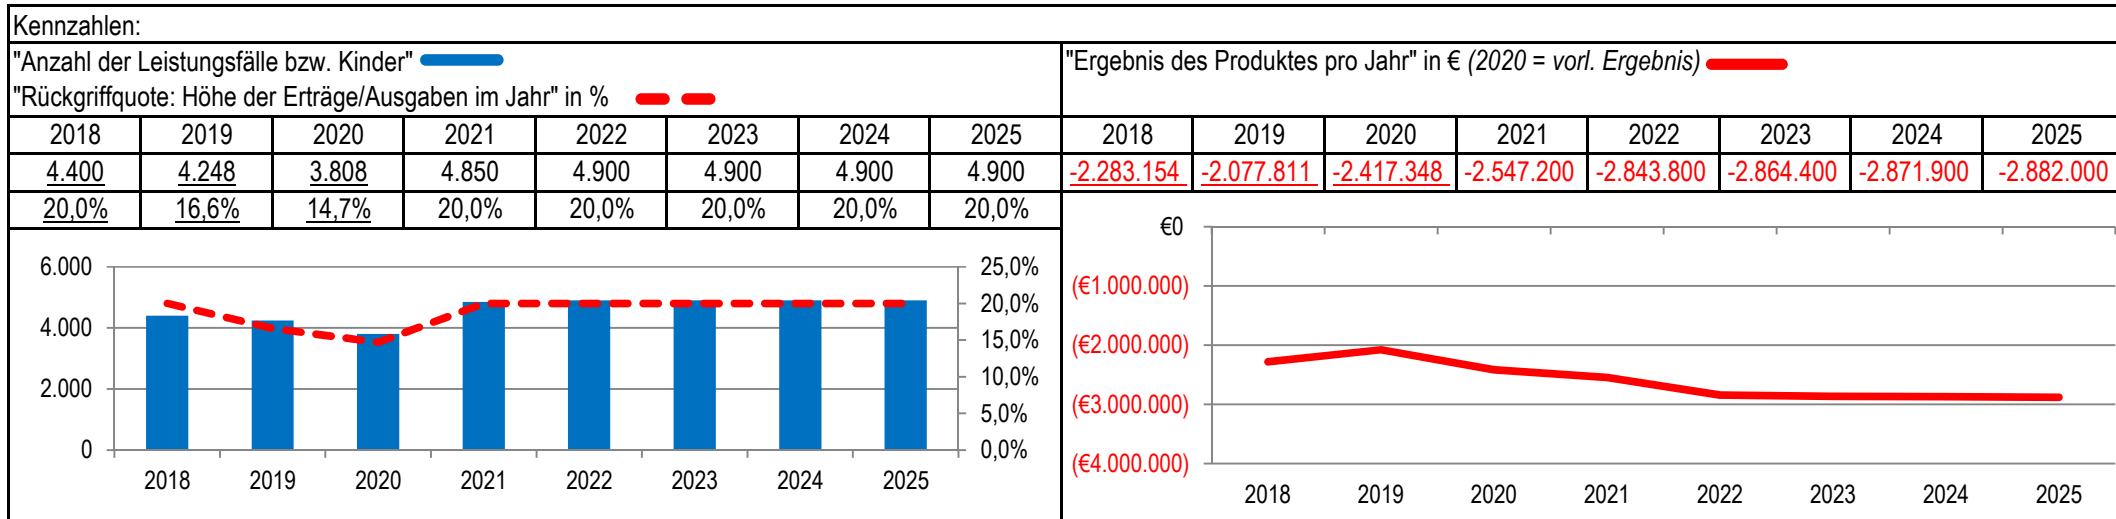 Kennzahlen:
"Anzahl der Leistungsfälle bzw. Kinder"
"Rückgriffquote: Höhe der Erträge/Ausgaben im Jahr" in %
2018 2019 2020 2021 2022 2023 2024 2025
4.400 4.248 3.808 4.850 4.900 4.900 4.900 4.900
20,0% 16,6% 14,7% 20,0% 20,0% 20,0% 20,0% 20,0%
6.000
4.000
2.000
0
25,0%
20,0%
15,0%
10,0%
5,0%
0,0%
2018 2019 2020 2021 2022 2023 2024 2025
"Ergebnis des Produktes pro Jahr" in € (2020 = vorl. Ergebnis)
2018 2019 2020 2021 2022 2023 2024 2025
-2.283.154 -2.077.811 -2.417.348 -2.547.200 -2.843.800 -2.864.400 -2.871.900 -2.882.000
€0
(€1.000.000)
(€2.000.000)
(€3.000.000)
(€4.000.000)
2018 2019 2020 2021 2022 2023 2024 2025